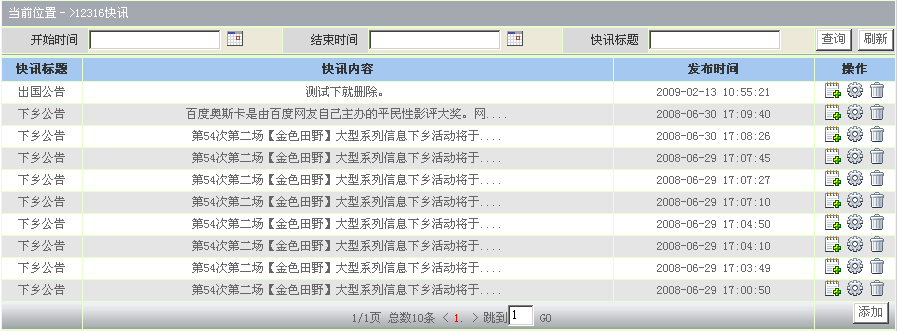 当前位置－>12316快讯
开始时间 结束时间 快讯标题 查询 刷新
快讯标题 快讯内容 发布时间 操作
出国公告 测试下就删除。 2009-02-13 10:55:21
下乡公告 百度奥斯卡是由百度网友自己主办的平民性影评大奖。网.... 2008-06-30 17:09:40
下乡公告 第54次第二场【金色田野】大型系列信息下乡活动将于.... 2008-06-30 17:08:26
下乡公告 第54次第二场【金色田野】大型系列信息下乡活动将于.... 2008-06-29 17:07:45
下乡公告 第54次第二场【金色田野】大型系列信息下乡活动将于.... 2008-06-29 17:07:27
下乡公告 第54次第二场【金色田野】大型系列信息下乡活动将于.... 2008-06-29 17:07:10
下乡公告 第54次第二场【金色田野】大型系列信息下乡活动将于.... 2008-06-29 17:04:50
下乡公告 第54次第二场【金色田野】大型系列信息下乡活动将于.... 2008-06-29 17:04:10
下乡公告 第54次第二场【金色田野】大型系列信息下乡活动将于.... 2008-06-29 17:03:49
下乡公告 第54次第二场【金色田野】大型系列信息下乡活动将于.... 2008-06-29 17:00:50
1/1页 总数10条 < 1. > 跳到 1 GO 添加